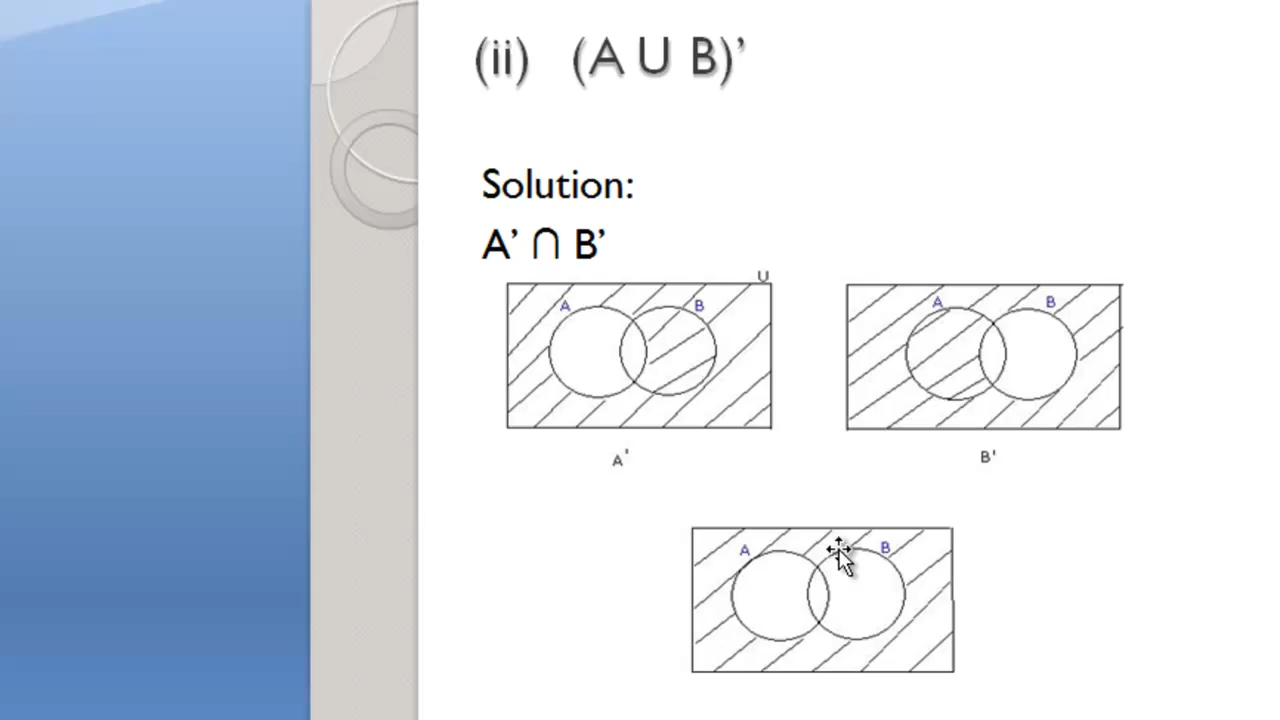 (ii) (A U B)’
Solution:
A’ ∩ B’
U
A B
A B
A'
B'
A B